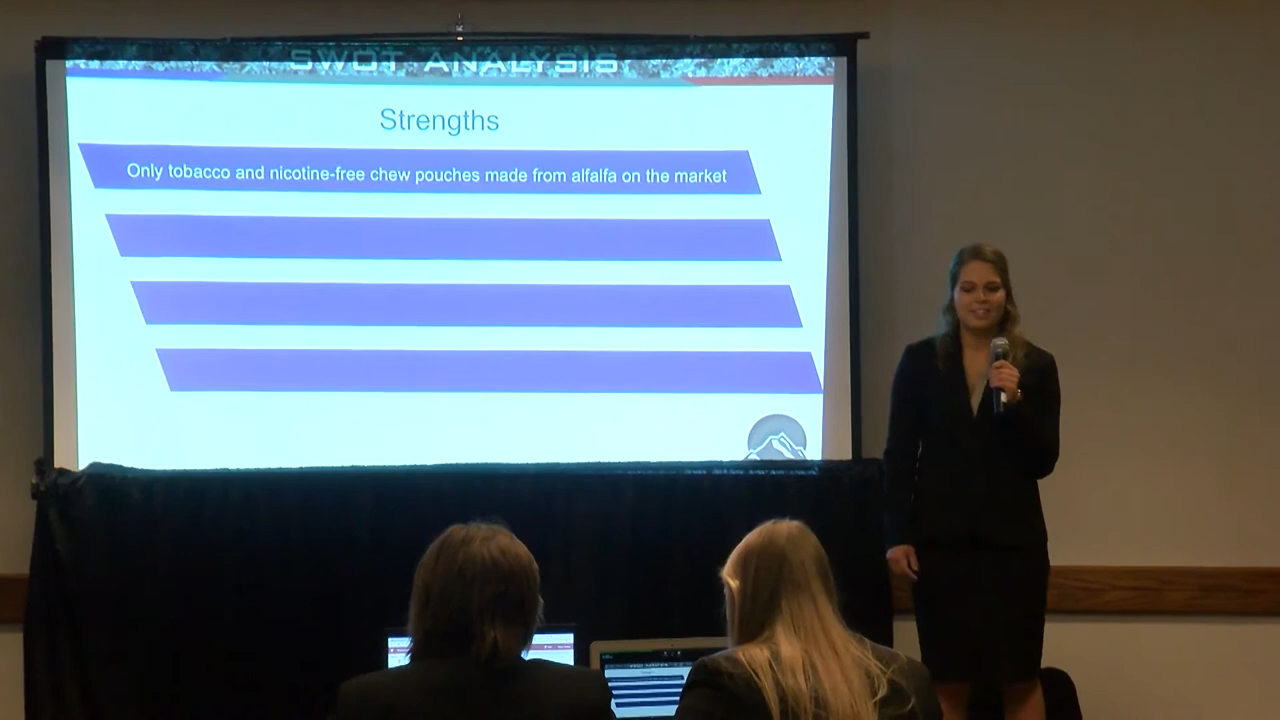 SWOT ANALYSIS
Strengths
Only tobacco and nicotine-free chew pouches made from alfalfa on the market